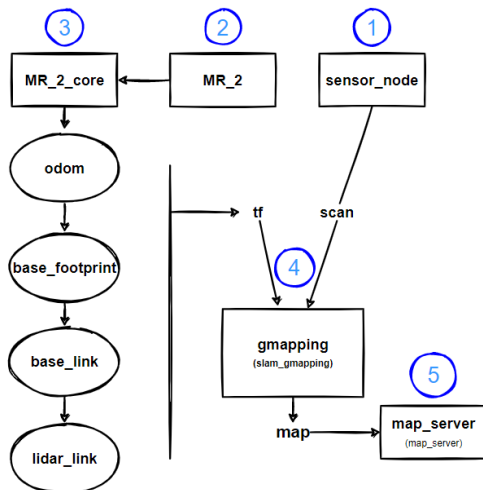 3
2
1
MR_2_core
MR_2
sensor_node
odom
tf
scan
base_footprint
4
gmapping
(slam_gmapping)
base_link
5
map
map_server
(map_server)
lidar_link